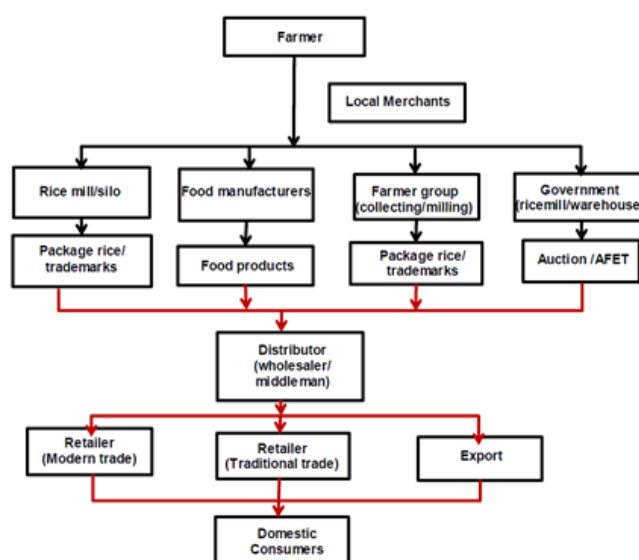 Farmer
Local Merchants
Rice mill/silo
Food manufacturers
Farmer group
(collecting/milling)
Government
(ricemill/warehouse
Package rice/
trademarks
Food products
Package rice/
trademarks
Auction /AFET
Distributor
(wholesaler/
middleman)
Retailer
(Modern trade)
Retailer
(Traditional trade)
Export
Domestic
Consumers